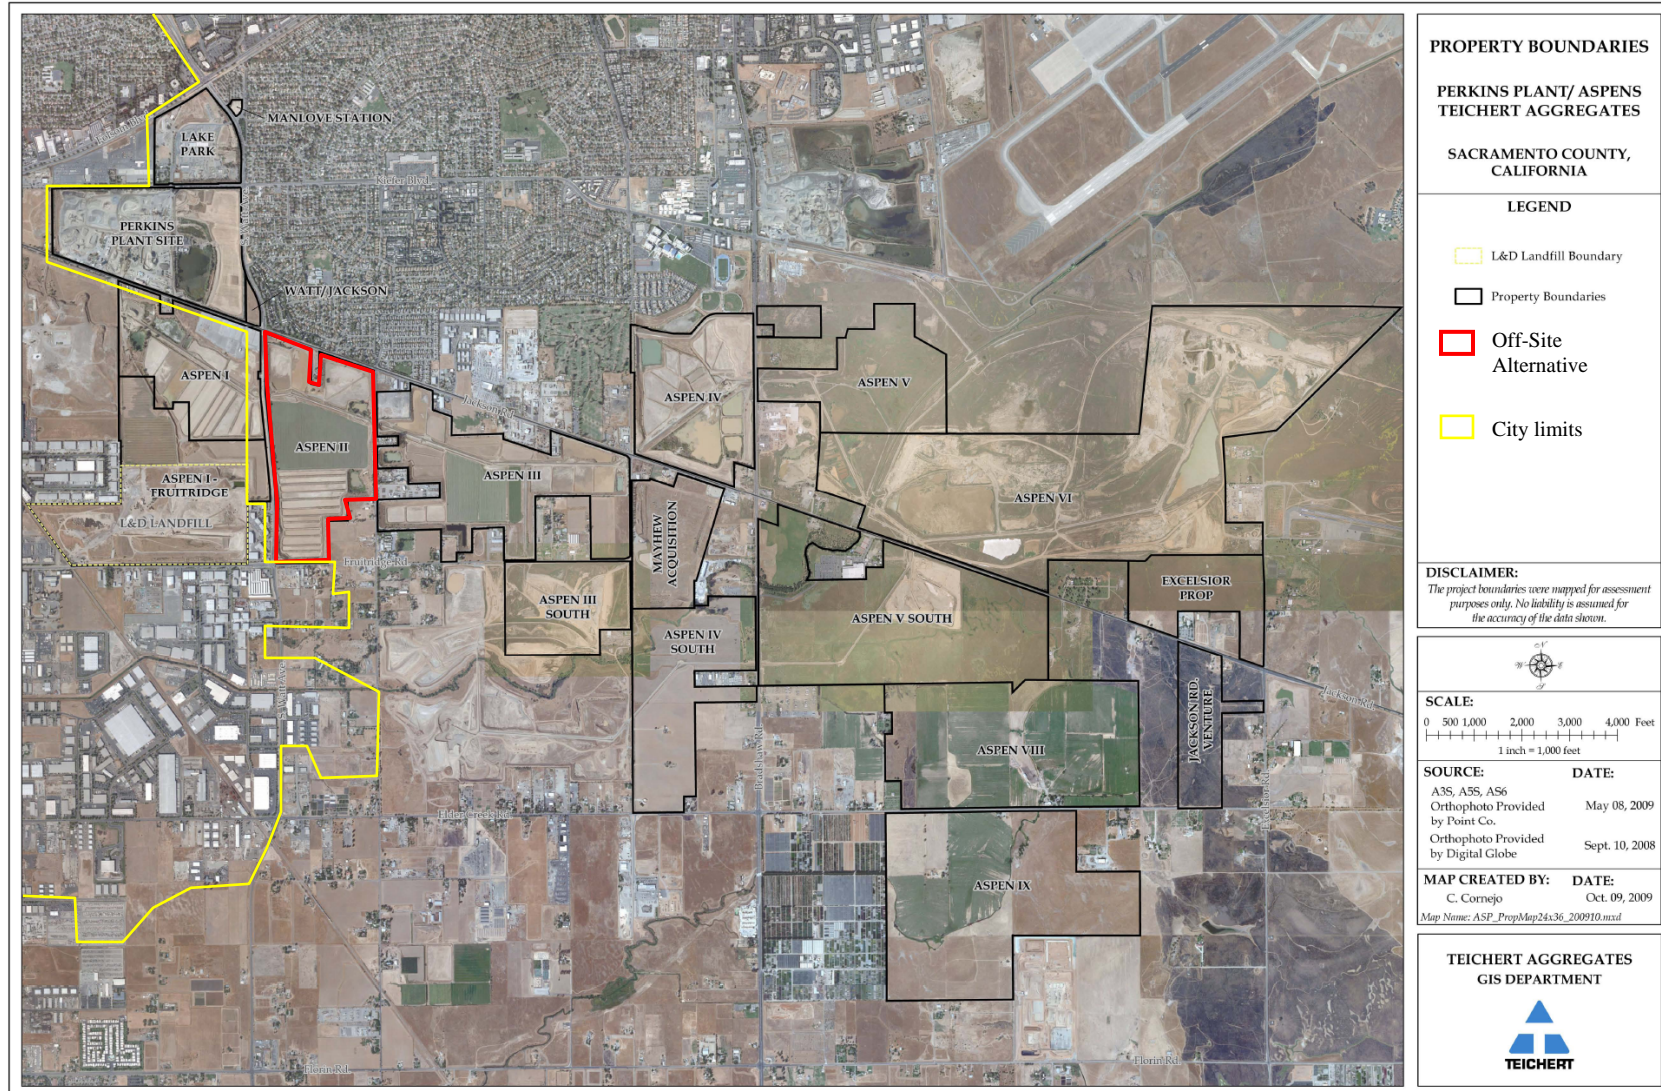 MANLOVE STATION
LAKE
PARK
Folsom Blvd.
Kiefer Blvd.
PERKINS
PLANT SITE
WATT/JACKSON
ASPEN I
ASPEN II
Jackson Rd.
ASPEN III
ASPEN IV
ASPEN V
ASPEN VI
ASPEN I -
FRUITRIDGE
L&D LANDFILL
Fruitridge Rd.
MAYHEW
ACQUISITION
ASPEN III
SOUTH
ASPEN IV
SOUTH
ASPEN V SOUTH
EXCELSIOR
PROP
JACKSON RD.
VENTURE
Jackson Rd.
S. Watt Ave.
Bradshaw Rd.
Excelsior Rd.
ASPEN VIII
Elder Creek Rd.
ASPEN IX
Florin Rd.
Florin Rd.
PROPERTY BOUNDARIES
PERKINS PLANT/ ASPENS
TEICHERT AGGREGATES
SACRAMENTO COUNTY,
CALIFORNIA
LEGEND
L&D Landfill Boundary
Property Boundaries
Off-Site
Alternative
City limits
DISCLAIMER:
The project boundaries were mapped for assessment
purposes only. No liability is assumed for
the accuracy of the data shown.
N
W E
S
SCALE:
0 500 1,000 2,000 3,000 4,000 Feet
1 inch = 1,000 feet
SOURCE: DATE:
A3S, A5S, AS6
Orthophoto Provided May 08, 2009
by Point Co.
Orthophoto Provided
by Digital Globe Sept. 10, 2008
MAP CREATED BY: DATE:
C. Cornejo Oct. 09, 2009
Map Name: ASP_PropMap24x36_200910.mxd
TEICHERT AGGREGATES
GIS DEPARTMENT
TEICHERT